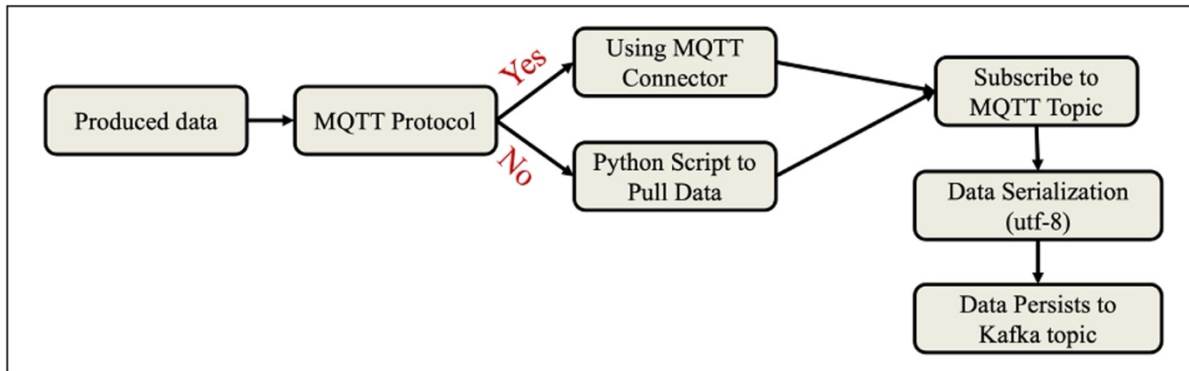 Produced data
MQTT Protocol
Yes
No
Using MQTT
Connector
Python Script to
Pull Data
Subscribe to
MQTT Topic
Data Serialization
(utf-8)
Data Persists to
Kafka topic